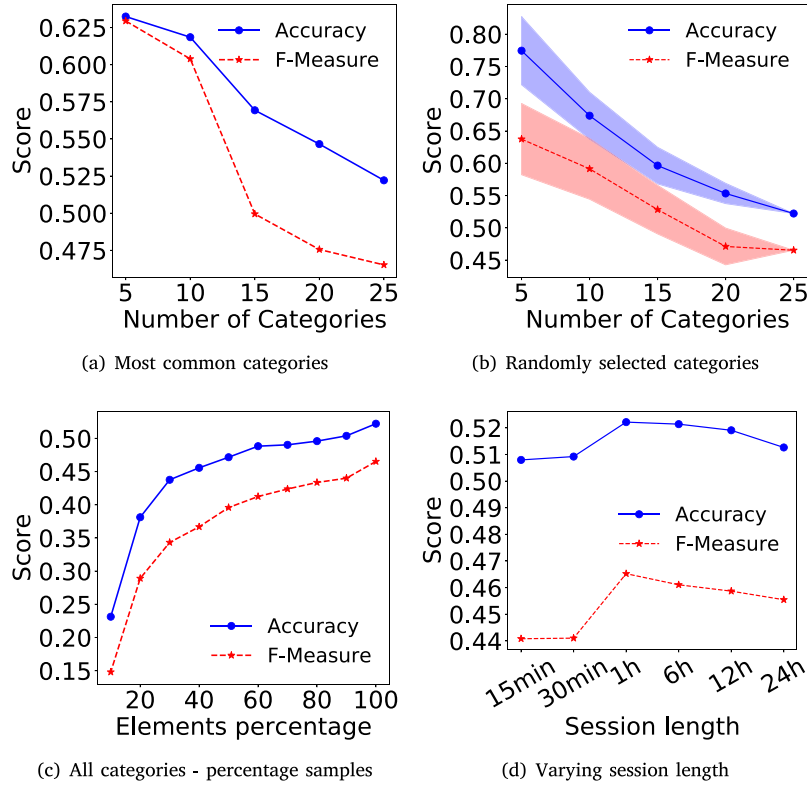 0.625
0.600
0.575
0.550
0.525
0.500
0.475
Score
Accuracy
F-Measure
5 10 15 20 25
Number of Categories
(a) Most common categories
0.80
0.75
0.70
0.65
0.60
0.55
0.50
0.45
Score
Accuracy
F-Measure
5 10 15 20 25
Number of Categories
(b) Randomly selected categories
0.50
0.45
0.40
0.35
0.30
0.25
0.20
0.15
Score
Accuracy
F-Measure
20 40 60 80 100
Elements percentage
(c) All categories - percentage samples
0.52
0.51
0.50
0.49
0.48
0.47
0.46
0.45
0.44
Score
Accuracy
F-Measure
15min 30min 1h 6h 12h 24h
Session length
(d) Varying session length